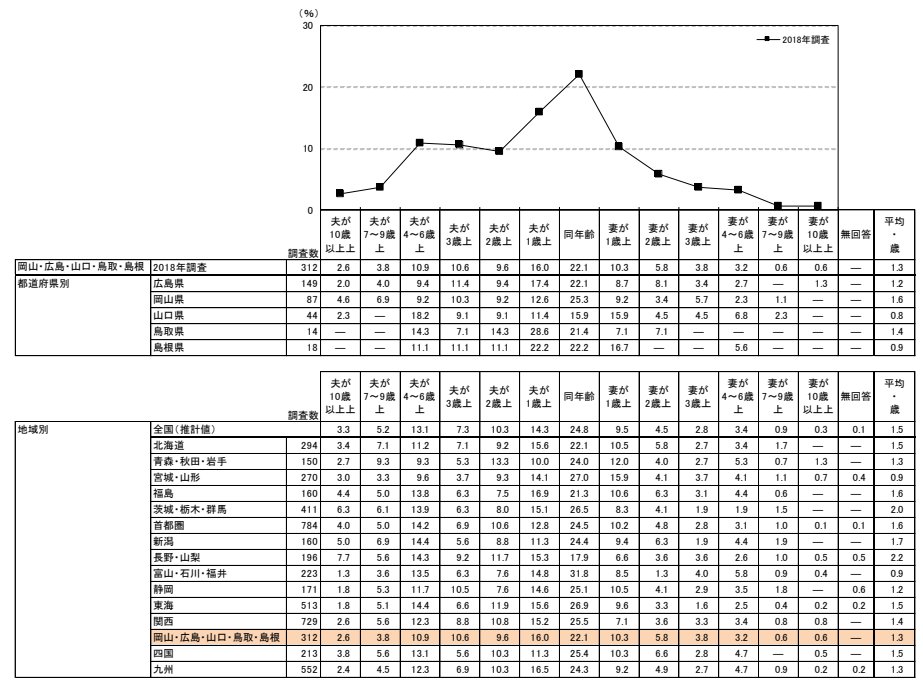 （%）
30
20
10
0
2018年調査
調査数 夫が10歳以上上 夫が7～9歳上 夫が4～6歳上 夫が3歳上 夫が2歳上 夫が1歳上 同年齢 妻が1歳上 妻が2歳上 妻が3歳上 妻が4～6歳上 妻が7～9歳上 妻が10歳以上上 無回答 平均・歳
岡山・広島・山口・鳥取・島根 2018年調査 312 2.6 3.8 10.9 10.6 9.6 16.0 22.1 10.3 5.8 3.8 3.2 0.6 0.6 — 1.3
都道府県別 広島県 149 2.0 4.0 9.4 11.4 9.4 17.4 22.1 8.7 8.1 3.4 2.7 — 1.3 — 1.2
岡山県 87 4.6 6.9 9.2 10.3 9.2 12.6 25.3 9.2 3.4 5.7 2.3 1.1 — — 1.6
山口県 44 2.3 — 18.2 9.1 9.1 11.4 15.9 15.9 4.5 4.5 6.8 2.3 — — 0.8
鳥取県 14 — — 14.3 7.1 14.3 28.6 21.4 7.1 7.1 — — — — — 1.4
島根県 18 — — 11.1 11.1 11.1 22.2 22.2 16.7 — — 5.6 — — — 0.9
調査数 夫が10歳以上上 夫が7～9歳上 夫が4～6歳上 夫が3歳上 夫が2歳上 夫が1歳上 同年齢 妻が1歳上 妻が2歳上 妻が3歳上 妻が4～6歳上 妻が7～9歳上 妻が10歳以上上 無回答 平均・歳
地域別 全国（推計値） 3.3 5.2 13.1 7.3 10.3 14.3 24.8 9.5 4.5 2.8 3.4 0.9 0.3 0.1 1.5
北海道 294 3.4 7.1 11.2 7.1 9.2 15.6 22.1 10.5 5.8 2.7 3.4 1.7 — — 1.5
青森・秋田・岩手 150 2.7 9.3 9.3 5.3 13.3 10.0 24.0 12.0 4.0 2.7 5.3 0.7 1.3 — 1.3
宮城・山形 270 3.0 3.3 9.6 3.7 9.3 14.1 27.0 15.9 4.1 3.7 4.1 1.1 0.7 0.4 0.9
福島 160 4.4 5.0 13.8 6.3 7.5 16.9 21.3 10.6 6.3 3.1 4.4 0.6 — — 1.6
茨城・栃木・群馬 411 6.3 6.1 13.9 6.3 8.0 15.1 26.5 8.3 4.1 1.9 1.9 1.5 — — 2.0
首都圏 784 4.0 5.0 14.2 6.9 10.6 12.8 24.5 10.2 4.8 2.8 3.1 1.0 0.1 0.1 1.6
新潟 160 5.0 6.9 14.4 5.6 8.8 11.3 24.4 9.4 6.3 1.9 4.4 1.9 — — 1.7
長野・山梨 196 7.7 5.6 14.3 9.2 11.7 15.3 17.9 6.6 3.6 3.6 2.6 1.0 0.5 0.5 2.2
富山・石川・福井 223 1.3 3.6 13.5 6.3 7.6 14.8 31.8 8.5 1.3 4.0 5.8 0.9 0.4 — 0.9
静岡 171 1.8 5.3 11.7 10.5 7.6 14.6 25.1 10.5 4.1 2.9 3.5 1.8 — 0.6 1.2
東海 513 1.8 5.1 14.4 6.6 11.9 15.6 26.9 9.6 3.3 1.6 2.5 0.4 0.2 0.2 1.5
関西 729 2.6 5.6 12.3 8.8 10.8 15.2 25.5 7.1 3.6 3.3 3.4 0.8 0.8 — 1.4
岡山・広島・山口・鳥取・島根 312 2.6 3.8 10.9 10.6 9.6 16.0 22.1 10.3 5.8 3.8 3.2 0.6 0.6 — 1.3
四国 213 3.8 5.6 13.1 5.6 10.3 11.3 25.4 10.3 6.6 2.8 4.7 — 0.5 — 1.5
九州 552 2.4 4.5 12.3 6.9 10.3 16.5 24.3 9.2 4.9 2.7 4.7 0.9 0.2 0.2 1.3